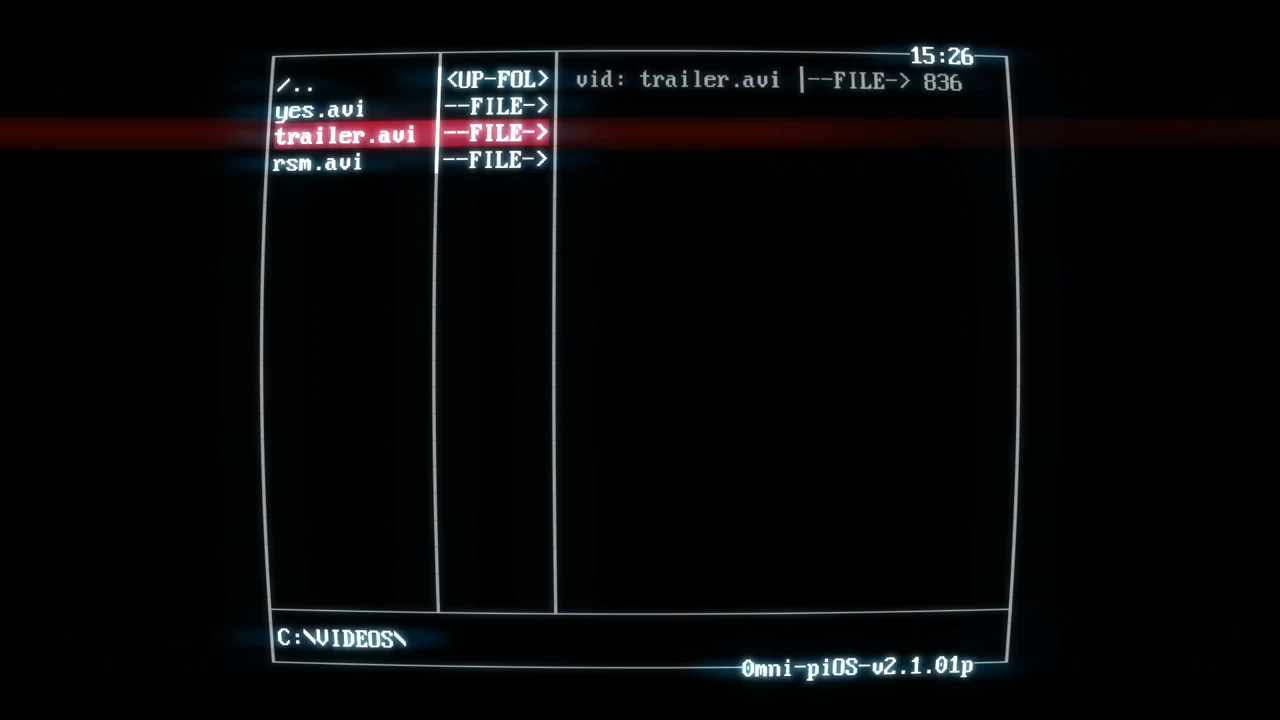 15:26
/.. <UP-FOL> vid: trailer.avi |--FILE-> 836
yes.avi --FILE->
trailer.avi --FILE->
rsm.avi --FILE->
C:\VIDEOS\
0mni-piOS-v2.1.01p